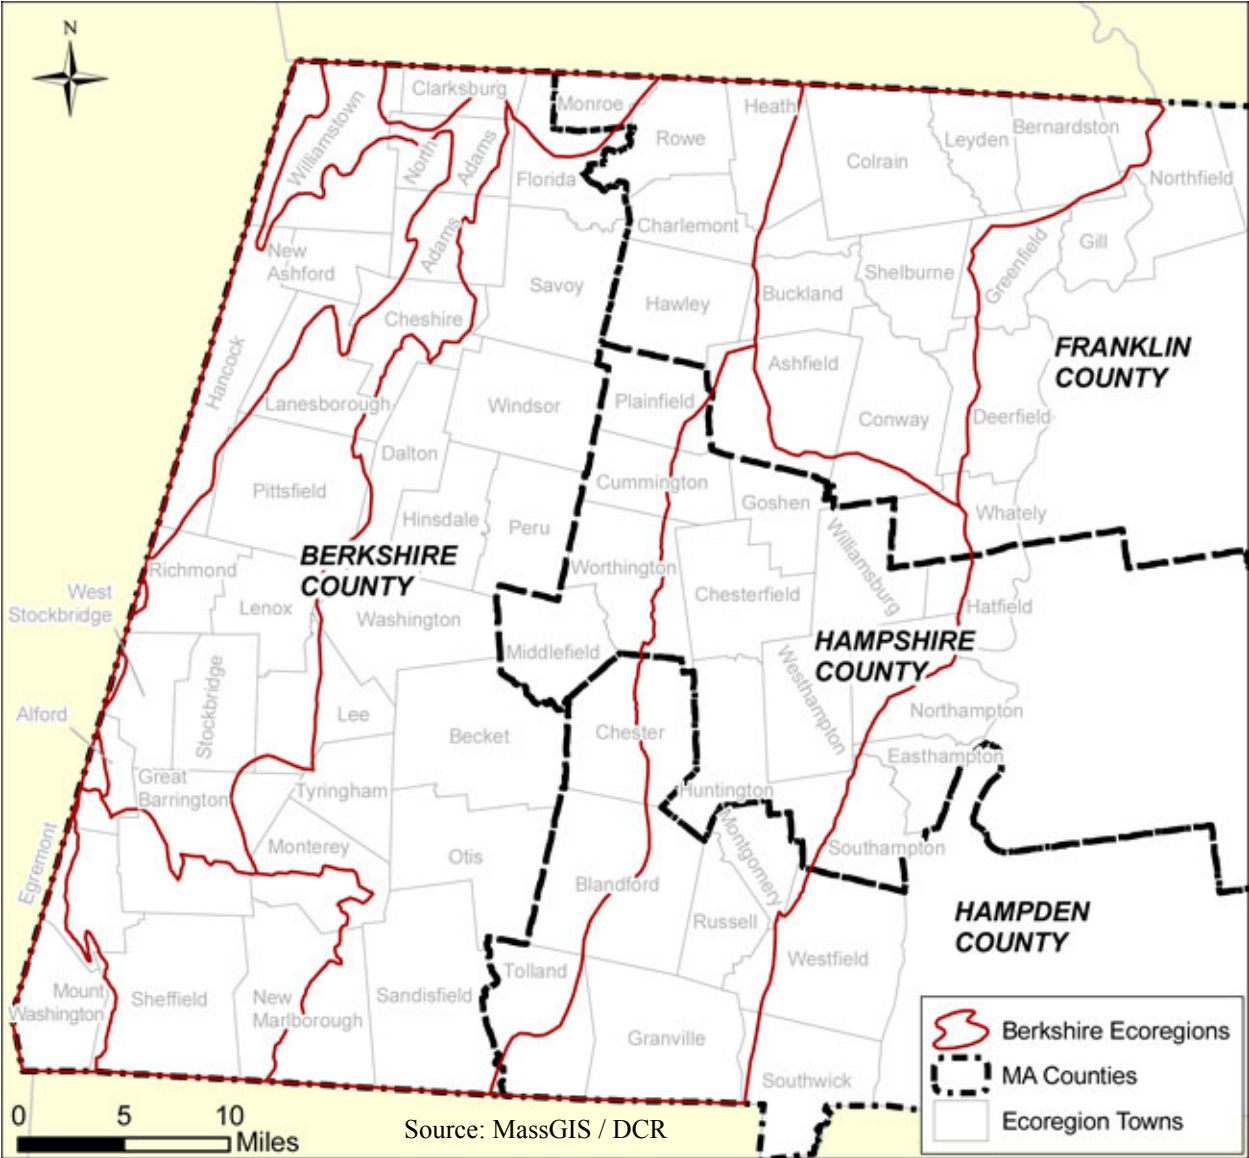 N
Clarksburg
Monroe
Heath
Williamstown
North
Adams
Rowe
Colrain
Leyden
Bernardston
Northfield
Florida
Charlemont
Adams
New
Ashford
Savoy
Hawley
Buckland
Shelburne
Greenfield
Gill
Cheshire
Hancock
Lanesborough
Windsor
Plainfield
Ashfield
Conway
Deerfield
FRANKLIN
COUNTY
Dalton
Pittsfield
Hinsdale
Peru
Cummington
Goshen
Whately
Williamsburg
BERKSHIRE
COUNTY
Richmond
West
Stockbridge
Lenox
Washington
Worthington
Chesterfield
Hatfield
Middlefield
HAMPSHIRE
COUNTY
Westhampton
Alford
Stockbridge
Lee
Becket
Chester
Northampton
Easthampton
Great
Barrington
Tyringham
Huntington
Egremont
Monterey
Otis
Montgomery
Southampton
Blandford
Russell
HAMPDEN
COUNTY
Westfield
Tolland
Mount
Washington
Sheffield
New
Marlborough
Sandisfield
Granville
Southwick
Berkshire Ecoregions
MA Counties
Ecoregion Towns
0 5 10
Miles
Source: MassGIS / DCR